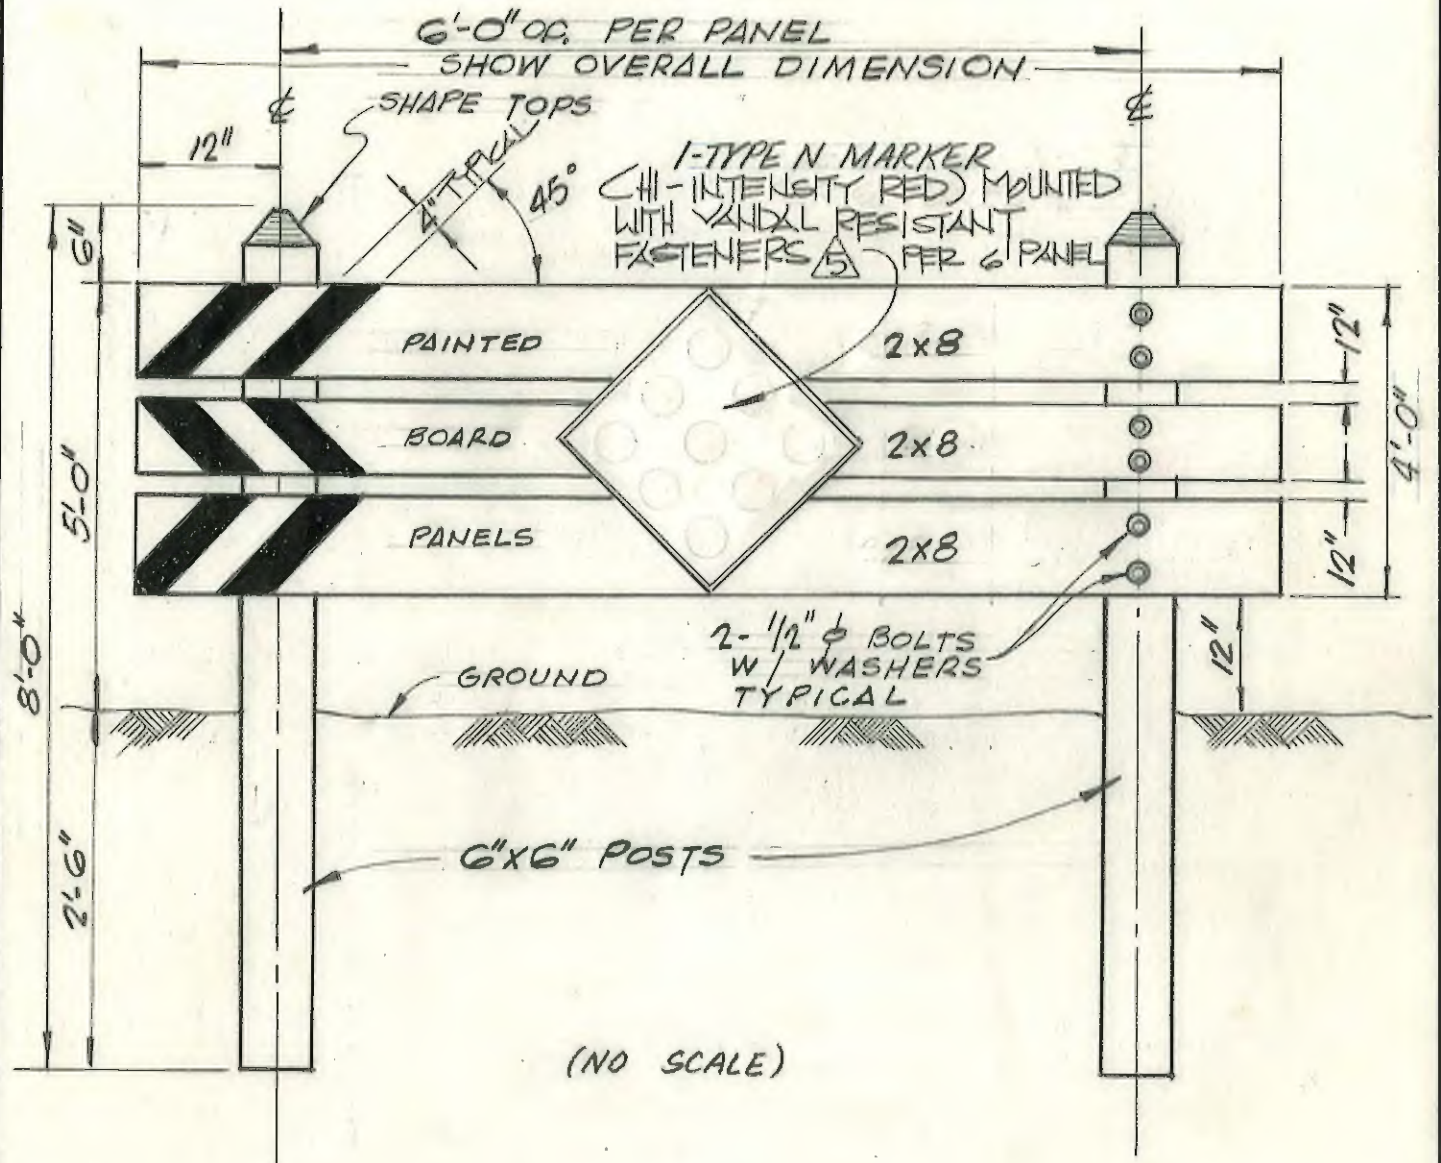 6'-0" OC. PER PANEL
SHOW OVERALL DIMENSION
℄
℄
SHAPE TOPS
12"
4" TYPICAL
45°
1-TYPE N MARKER
(HI-INTENSITY RED) MOUNTED
WITH VANDAL RESISTANT
FASTENERS 5 PER 6' PANEL
6"
PAINTED
2x8
12"
BOARD
2x8
4'-0"
5'-0"
PANELS
2x8
12"
8'-0"
2-1/2" ϕ BOLTS
W/ WASHERS
TYPICAL
12"
GROUND
2'-6"
6"x6" POSTS
(NO SCALE)